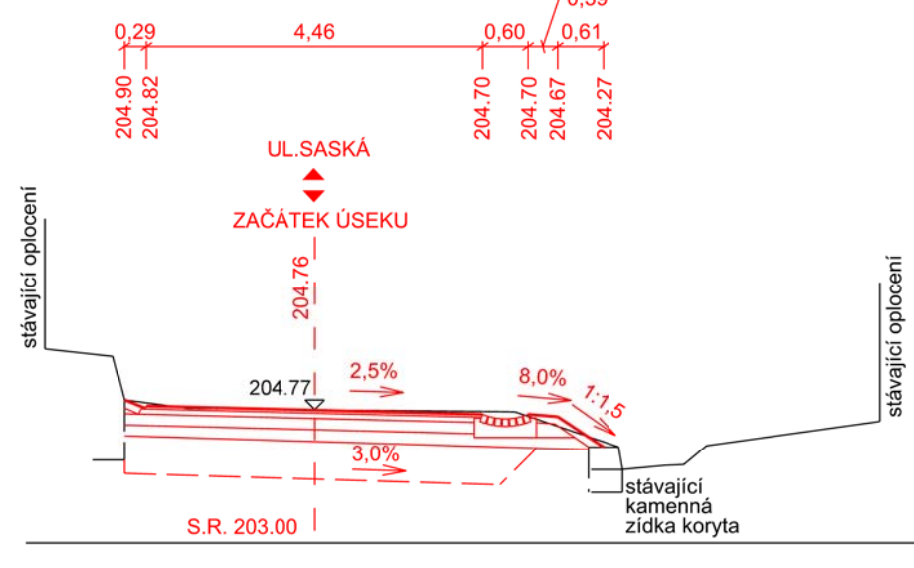 0,39
0,29 4,46 0,60 0,61
204.90 204.82 204.70 204.70 204.67 204.27
UL.SASKÁ
ZAČÁTEK ÚSEKU
204.76
stávající oplocení
stávající oplocení
204.77
2,5%
8,0%
1:1,5
3,0%
S.R. 203.00
stávající
kamenná
zídka koryta